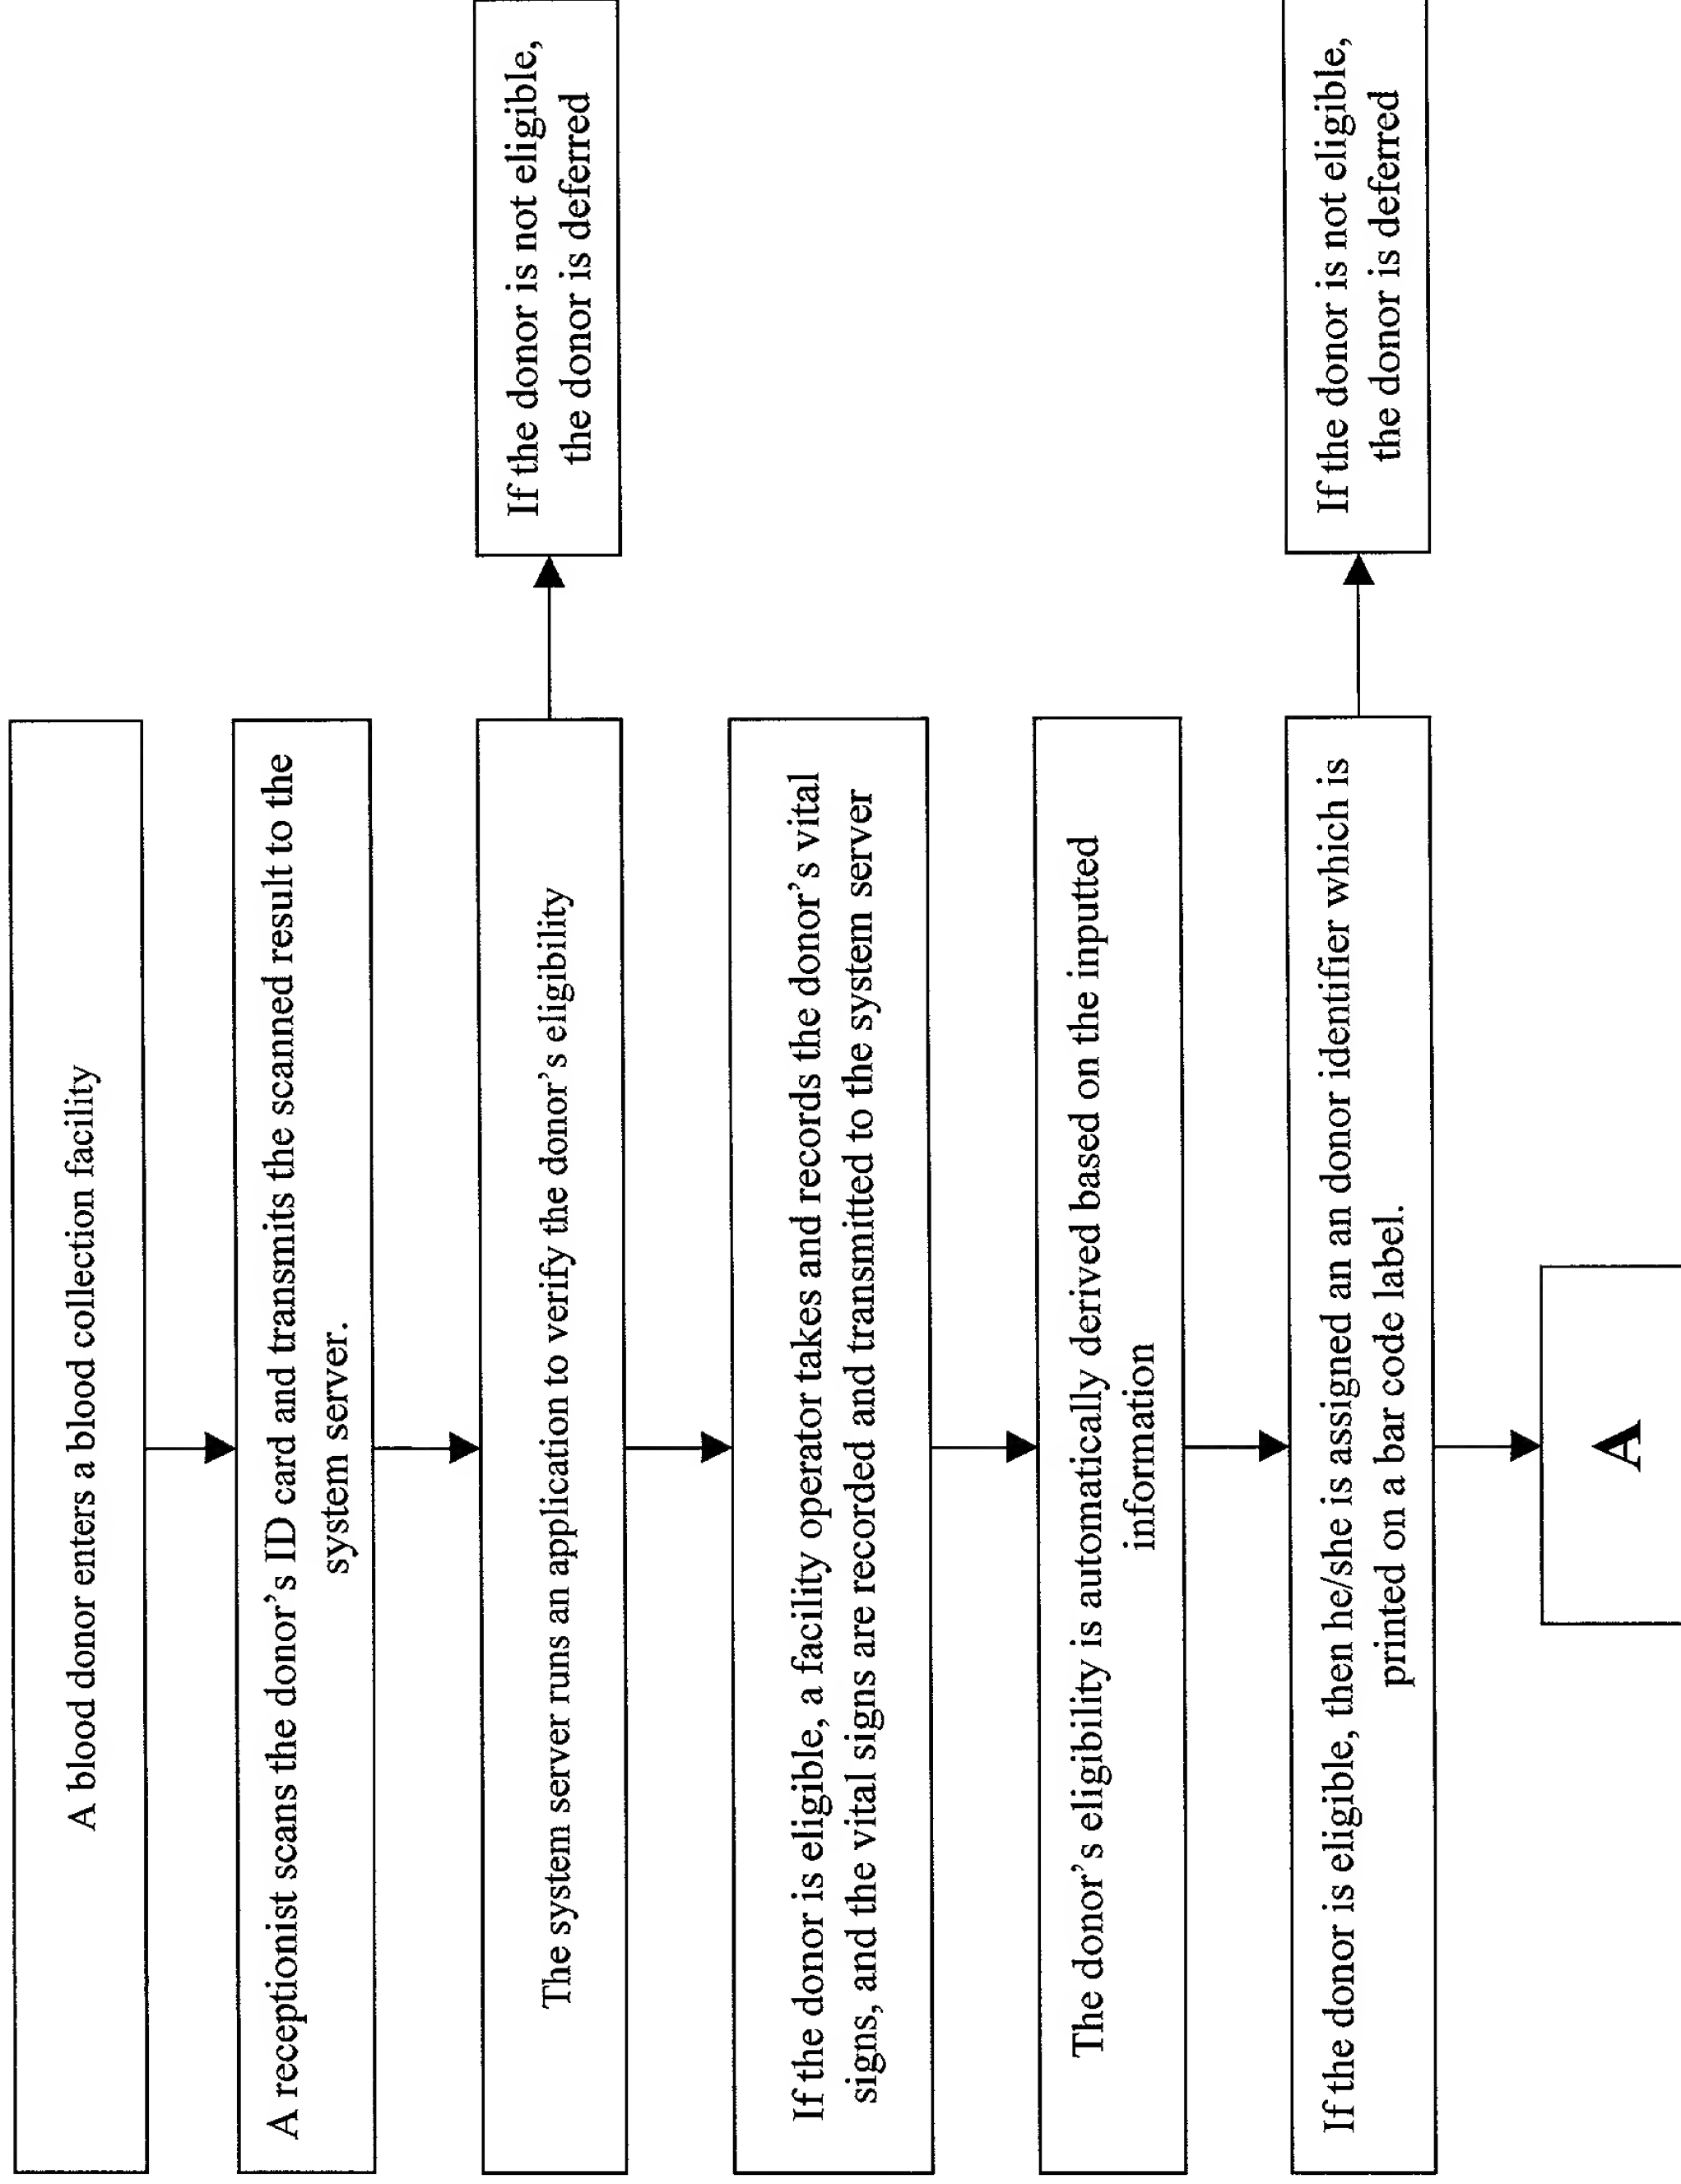 A blood donor enters a blood collection facility
A receptionist scans the donor's ID card and transmits the scanned result to the
system server.
The system server runs an application to verify the donor's eligibility
If the donor is not eligible,
the donor is deferred
If the donor is eligible, a facility operator takes and records the donor's vital
signs, and the vital signs are recorded and transmitted to the system server
The donor's eligibility is automatically derived based on the inputted
information
If the donor is eligible, then he/she is assigned an an donor identifier which is
printed on a bar code label.
If the donor is not eligible,
the donor is deferred
A